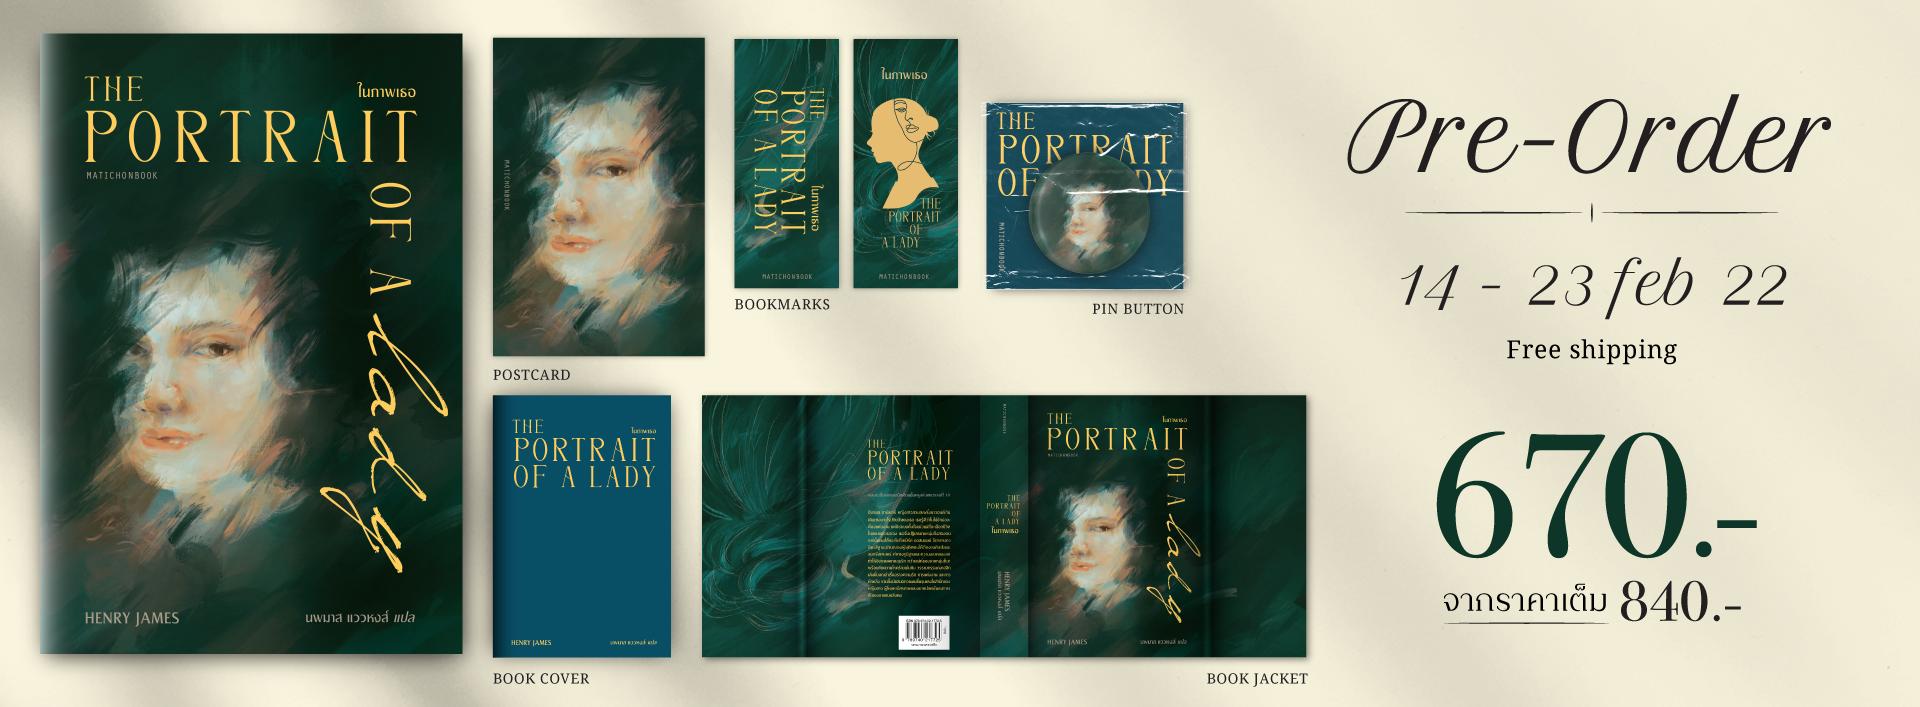 THE
ในภาพเธอ
PORTRAIT
OF A lady
MATICHONBOOK
HENRY JAMES
นพมาส แววหงส์ แปล
MATICHONBOOK
POSTCARD
THE
PORTRAIT
OF A LADY
ในภาพเธอ
MATICHONBOOK
ในภาพเธอ
THE
PORTRAIT
OF
A LADY
MATICHONBOOK
BOOKMARKS
THE
PORTRAIT
OF LADY
MATICHONBOOK
PIN BUTTON
THE
ในภาพเธอ
PORTRAIT
OF A LADY
HENRY JAMES
นพมาส แววหงส์ แปล
BOOK COVER
THE
PORTRAIT
OF A LADY
THE
PORTRAIT
OF
A LADY
ในภาพเธอ
HENRY JAMES
นพมาส แววหงส์ แปล
THE
ในภาพเธอ
PORTRAIT
OF A lady
MATICHONBOOK
HENRY JAMES
นพมาส แววหงส์ แปล
BOOK JACKET
Pre-Order
14 - 23 feb 22
Free shipping
670.-
จากราคาเต็ม 840.-